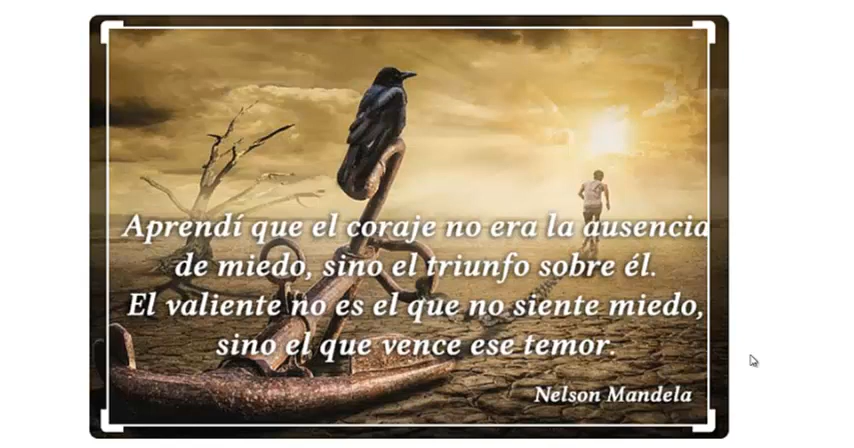 Aprendí que el coraje no era la ausencia
de miedo, sino el triunfo sobre él.
El valiente no es el que no siente miedo,
sino el que vence ese temor.
Nelson Mandela